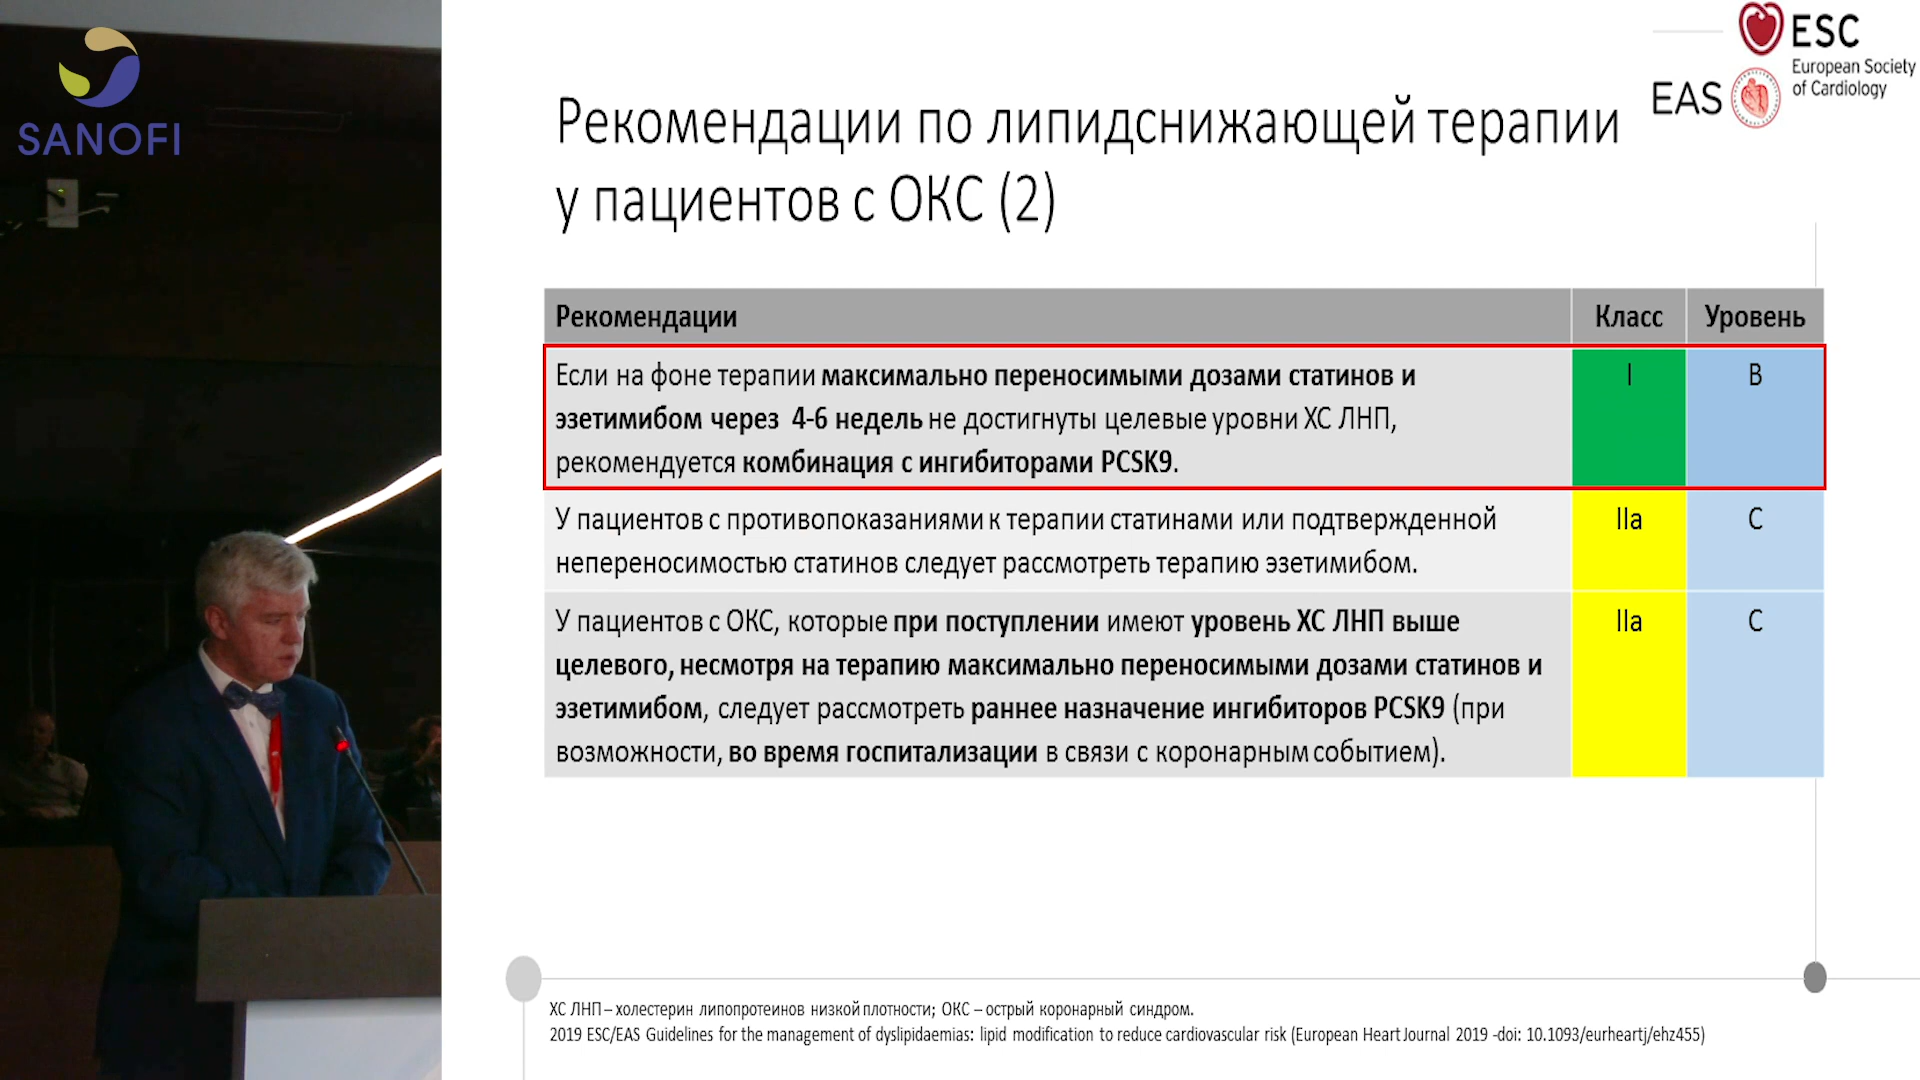 SANOFI
ESC
European Society
of Cardiology
EAS
Рекомендации по липидснижающей терапии
у пациентов с ОКС (2)
Рекомендации Класс Уровень
Если на фоне терапии максимально переносимыми дозами статинов и
эзетимибом через 4-6 недель не достигнуты целевые уровни ХС ЛНП,
рекомендуется комбинация с ингибиторами PCSK9.
I B
У пациентов с противопоказаниями к терапии статинами или подтвержденной
непереносимостью статинов следует рассмотреть терапию эзетимибом.
IIa C
У пациентов с ОКС, которые при поступлении имеют уровень ХС ЛНП выше
целевого, несмотря на терапию максимально переносимыми дозами статинов и
эзетимибом, следует рассмотреть раннее назначение ингибиторов PCSK9 (при
возможности, во время госпитализации в связи с коронарным событием).
IIa C
ХС ЛНП – холестерин липопротеинов низкой плотности; ОКС – острый коронарный синдром.
2019 ESC/EAS Guidelines for the management of dyslipidaemias: lipid modification to reduce cardiovascular risk (European Heart Journal 2019 -doi: 10.1093/eurheartj/ehz455)